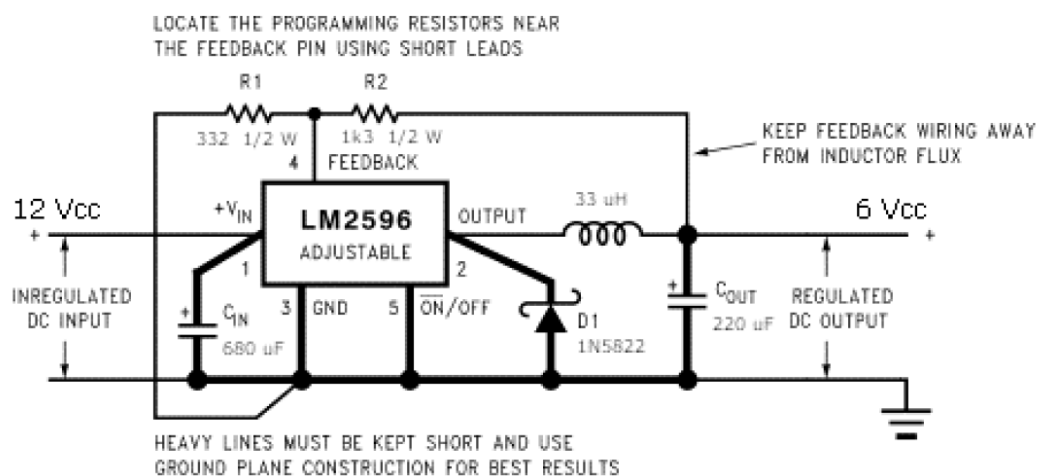 LOCATE THE PROGRAMMING RESISTORS NEAR
THE FEEDBACK PIN USING SHORT LEADS
R1 R2
332 1/2 W 1k3 1/2 W
4 FEEDBACK
KEEP FEEDBACK WIRING AWAY
FROM INDUCTOR FLUX
12 Vcc
+
+VIN
LM2596
ADJUSTABLE
OUTPUT
33 uH
6 Vcc
+
1
2
INREGULATED
DC INPUT
+
CIN
680 uF
3 GND
5 ON/OFF
D1
1N5822
+
COUT
220 uF
REGULATED
DC OUTPUT
HEAVY LINES MUST BE KEPT SHORT AND USE
GROUND PLANE CONSTRUCTION FOR BEST RESULTS